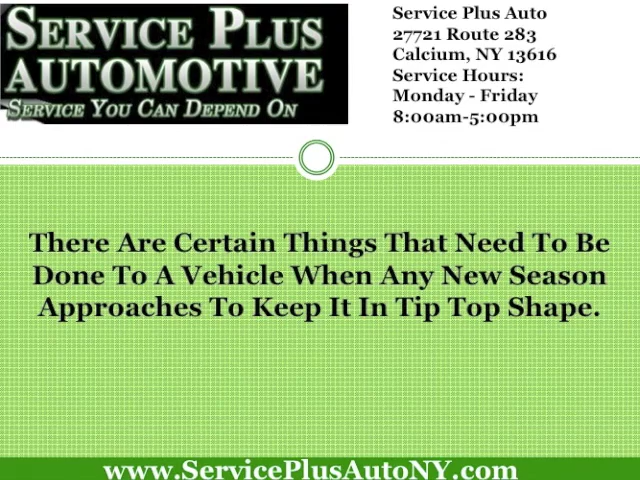 SERVICE PLUS
AUTOMOTIVE
SERVICE YOU CAN DEPEND ON
Service Plus Auto
27721 Route 283
Calcium, NY 13616
Service Hours:
Monday - Friday
8:00am-5:00pm
There Are Certain Things That Need To Be
Done To A Vehicle When Any New Season
Approaches To Keep It In Tip Top Shape.
www.ServicePlusAutoNY.com